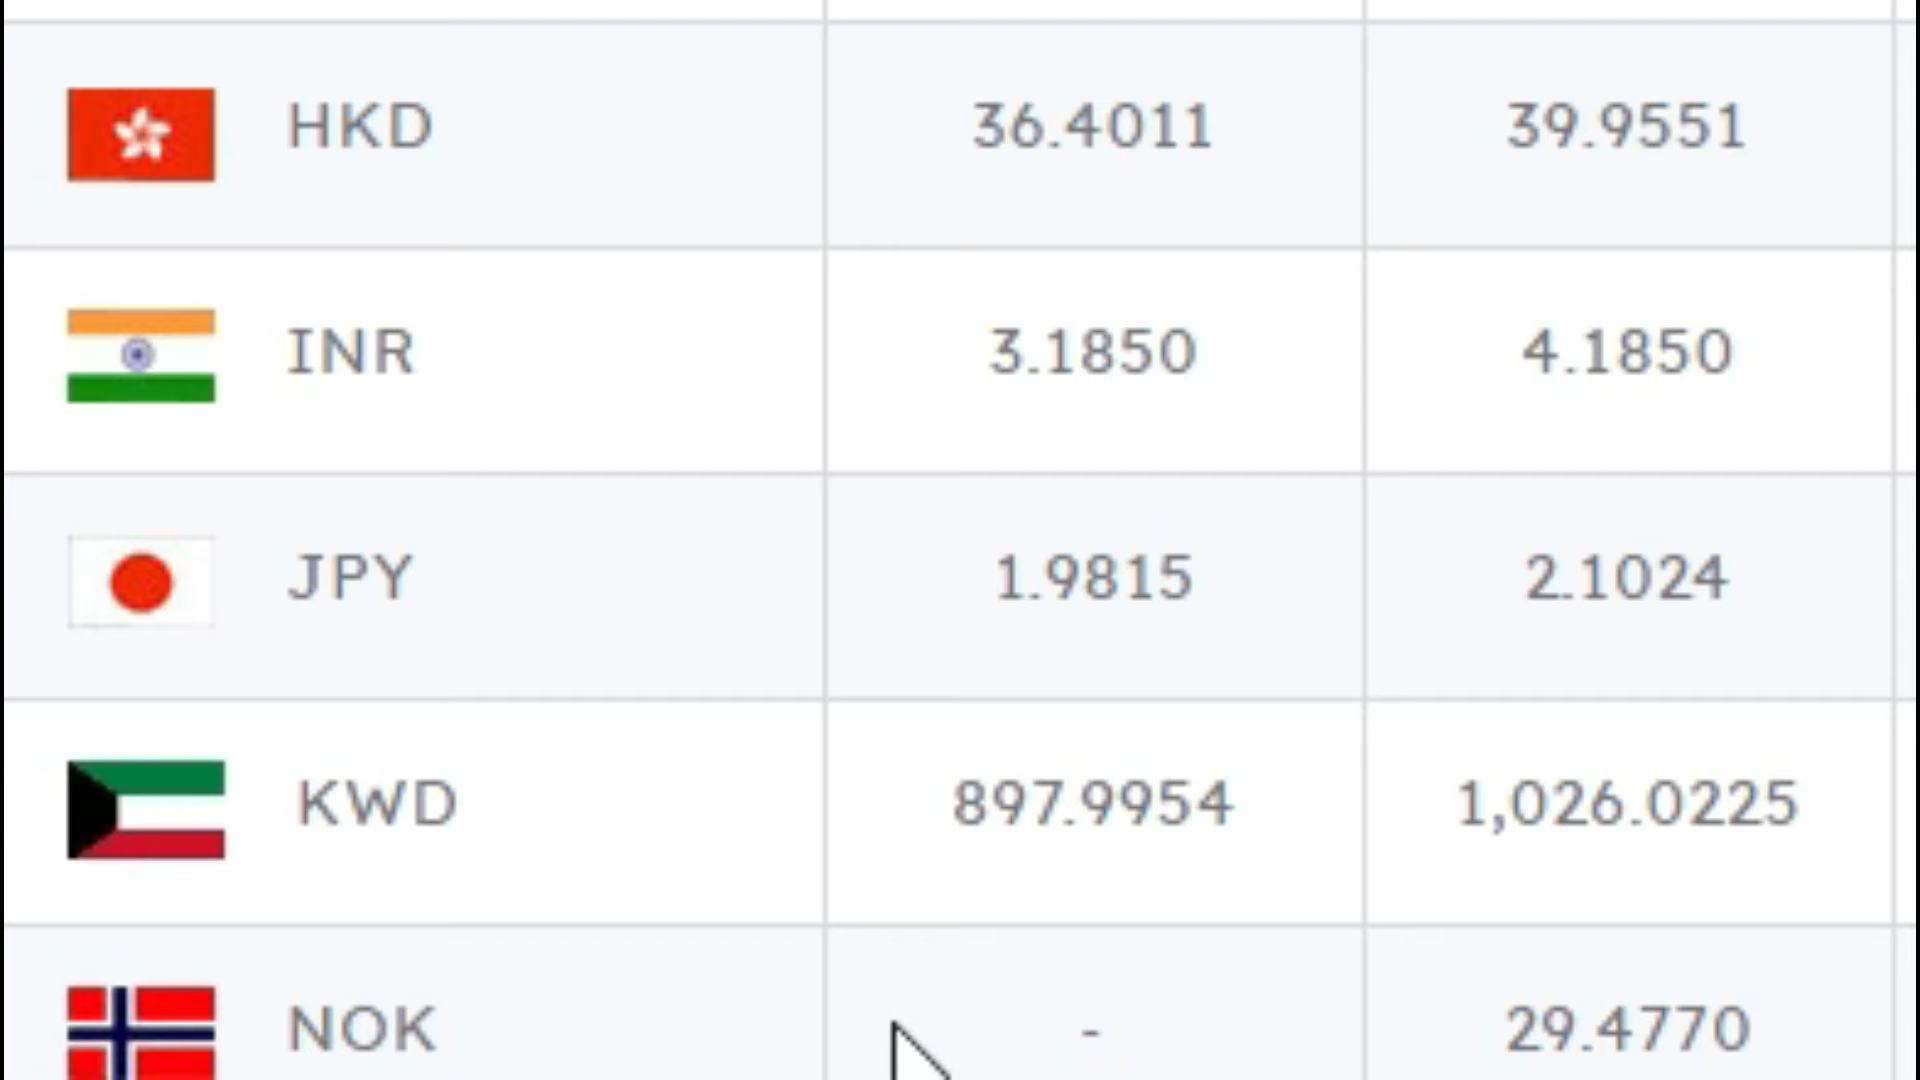 HKD 36.4011 39.9551
INR 3.1850 4.1850
JPY 1.9815 2.1024
KWD 897.9954 1,026.0225
NOK - 29.4770